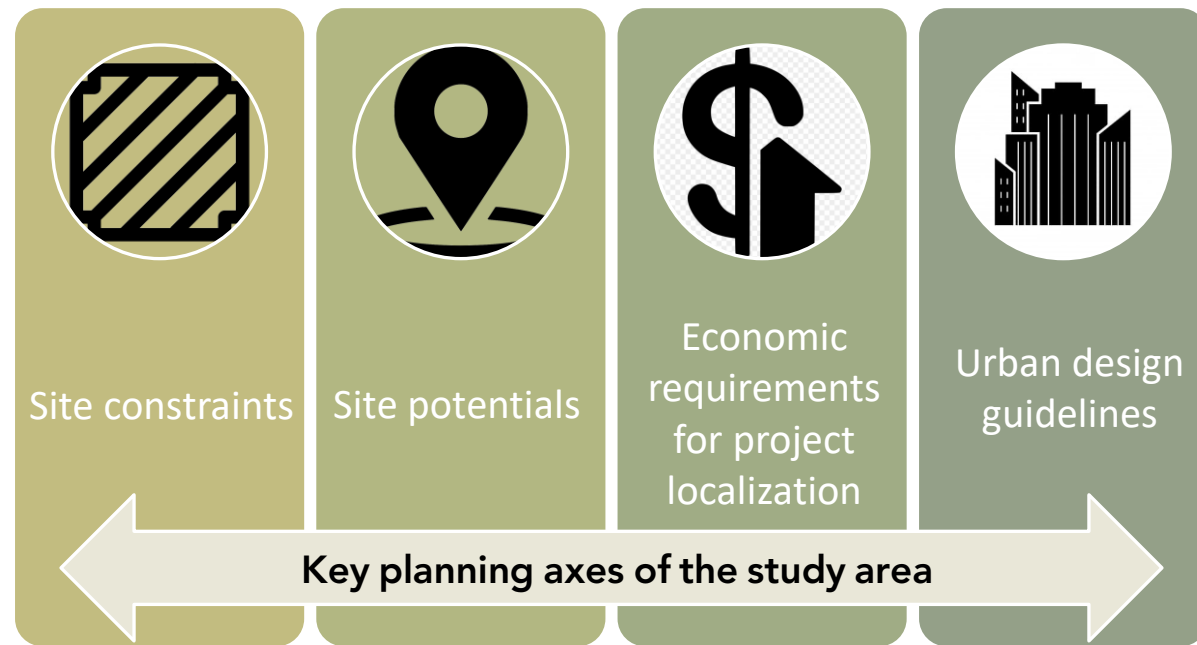 Site constraints
Site potentials
Economic
requirements
for project
localization
Urban design
guidelines
Key planning axes of the study area